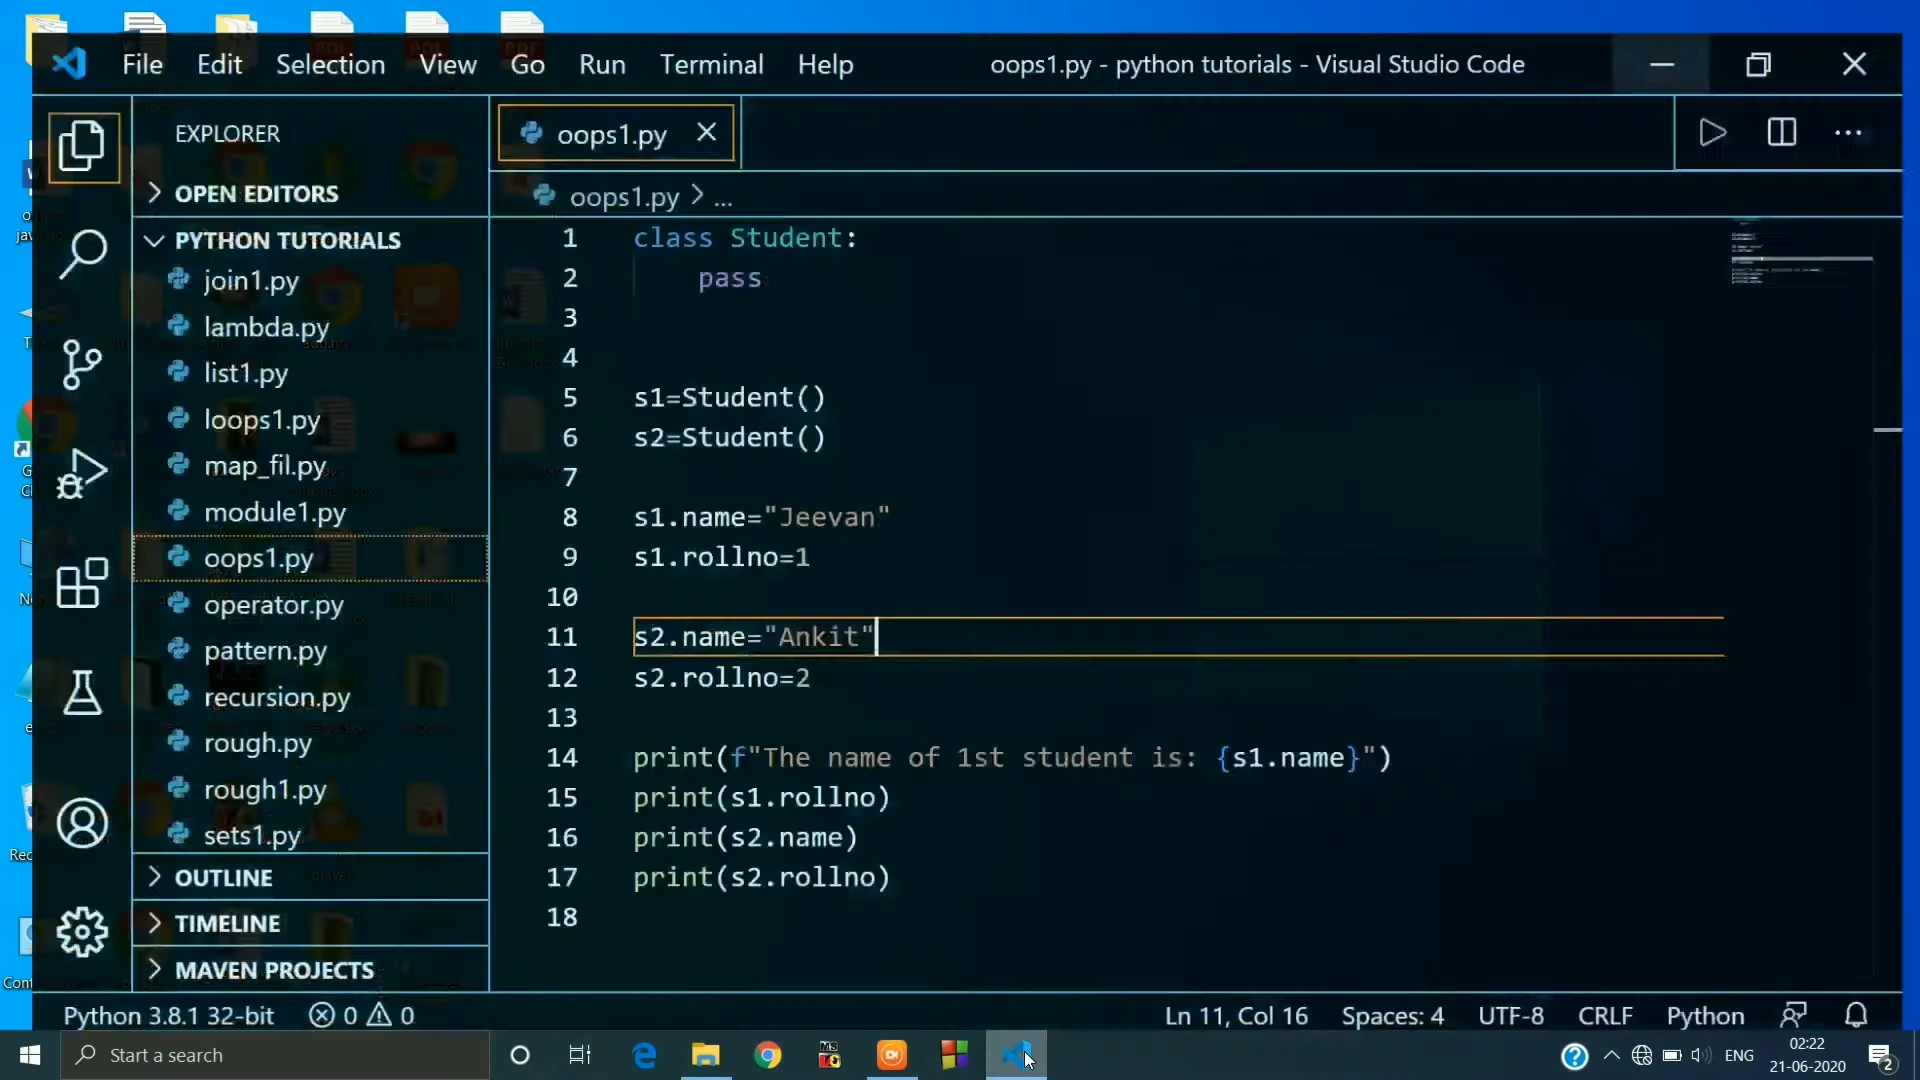 File Edit Selection View Go Run Terminal Help oops1.py - python tutorials - Visual Studio Code
EXPLORER
OPEN EDITORS
PYTHON TUTORIALS
join1.py
lambda.py
list1.py
loops1.py
map_fil.py
module1.py
oops1.py
operator.py
pattern.py
recursion.py
rough.py
rough1.py
sets1.py
OUTLINE
TIMELINE
MAVEN PROJECTS
oops1.py
oops1.py > ...
1 class Student:
2 pass
3
4
5 s1=Student()
6 s2=Student()
7
8 s1.name="Jeevan"
9 s1.rollno=1
10
11 s2.name="Ankit"
12 s2.rollno=2
13
14 print(f"The name of 1st student is: {s1.name}")
15 print(s1.rollno)
16 print(s2.name)
17 print(s2.rollno)
18
Python 3.8.1 32-bit 0 0 Ln 11, Col 16 Spaces: 4 UTF-8 CRLF Python
Start a search
ENG
02:22
21-06-2020
2